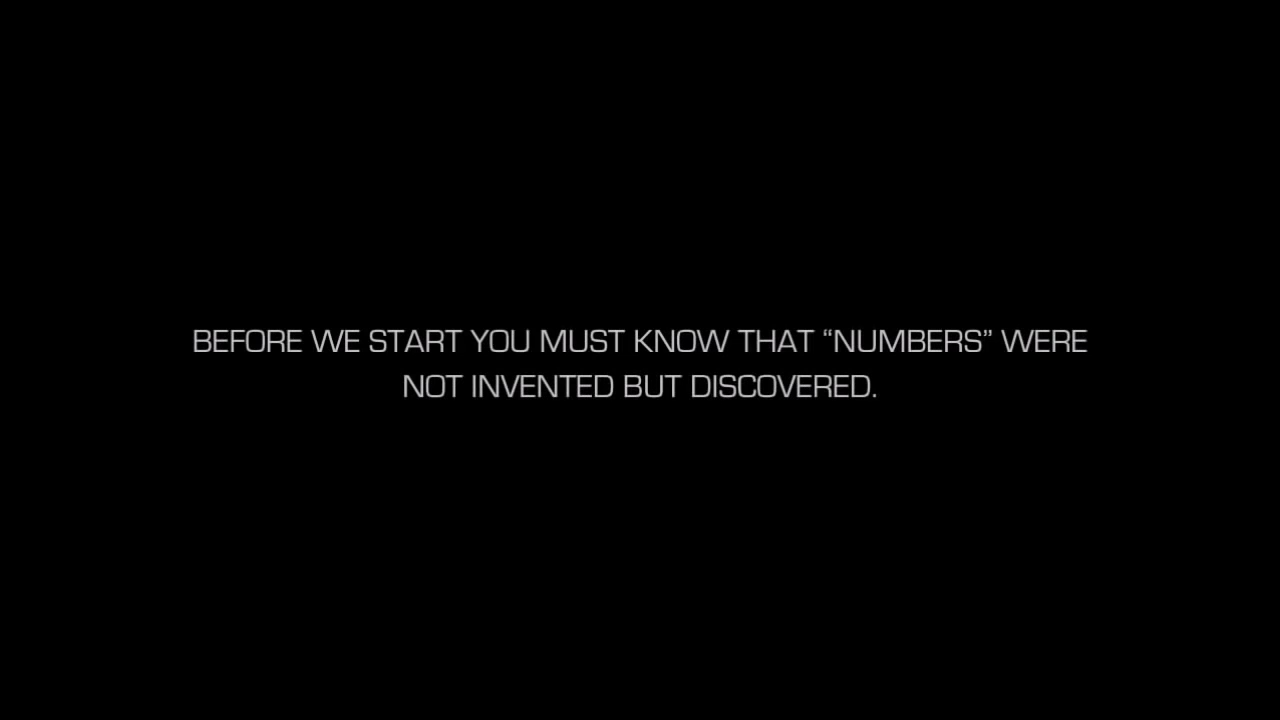 BEFORE WE START YOU MUST KNOW THAT “NUMBERS” WERE
NOT INVENTED BUT DISCOVERED.